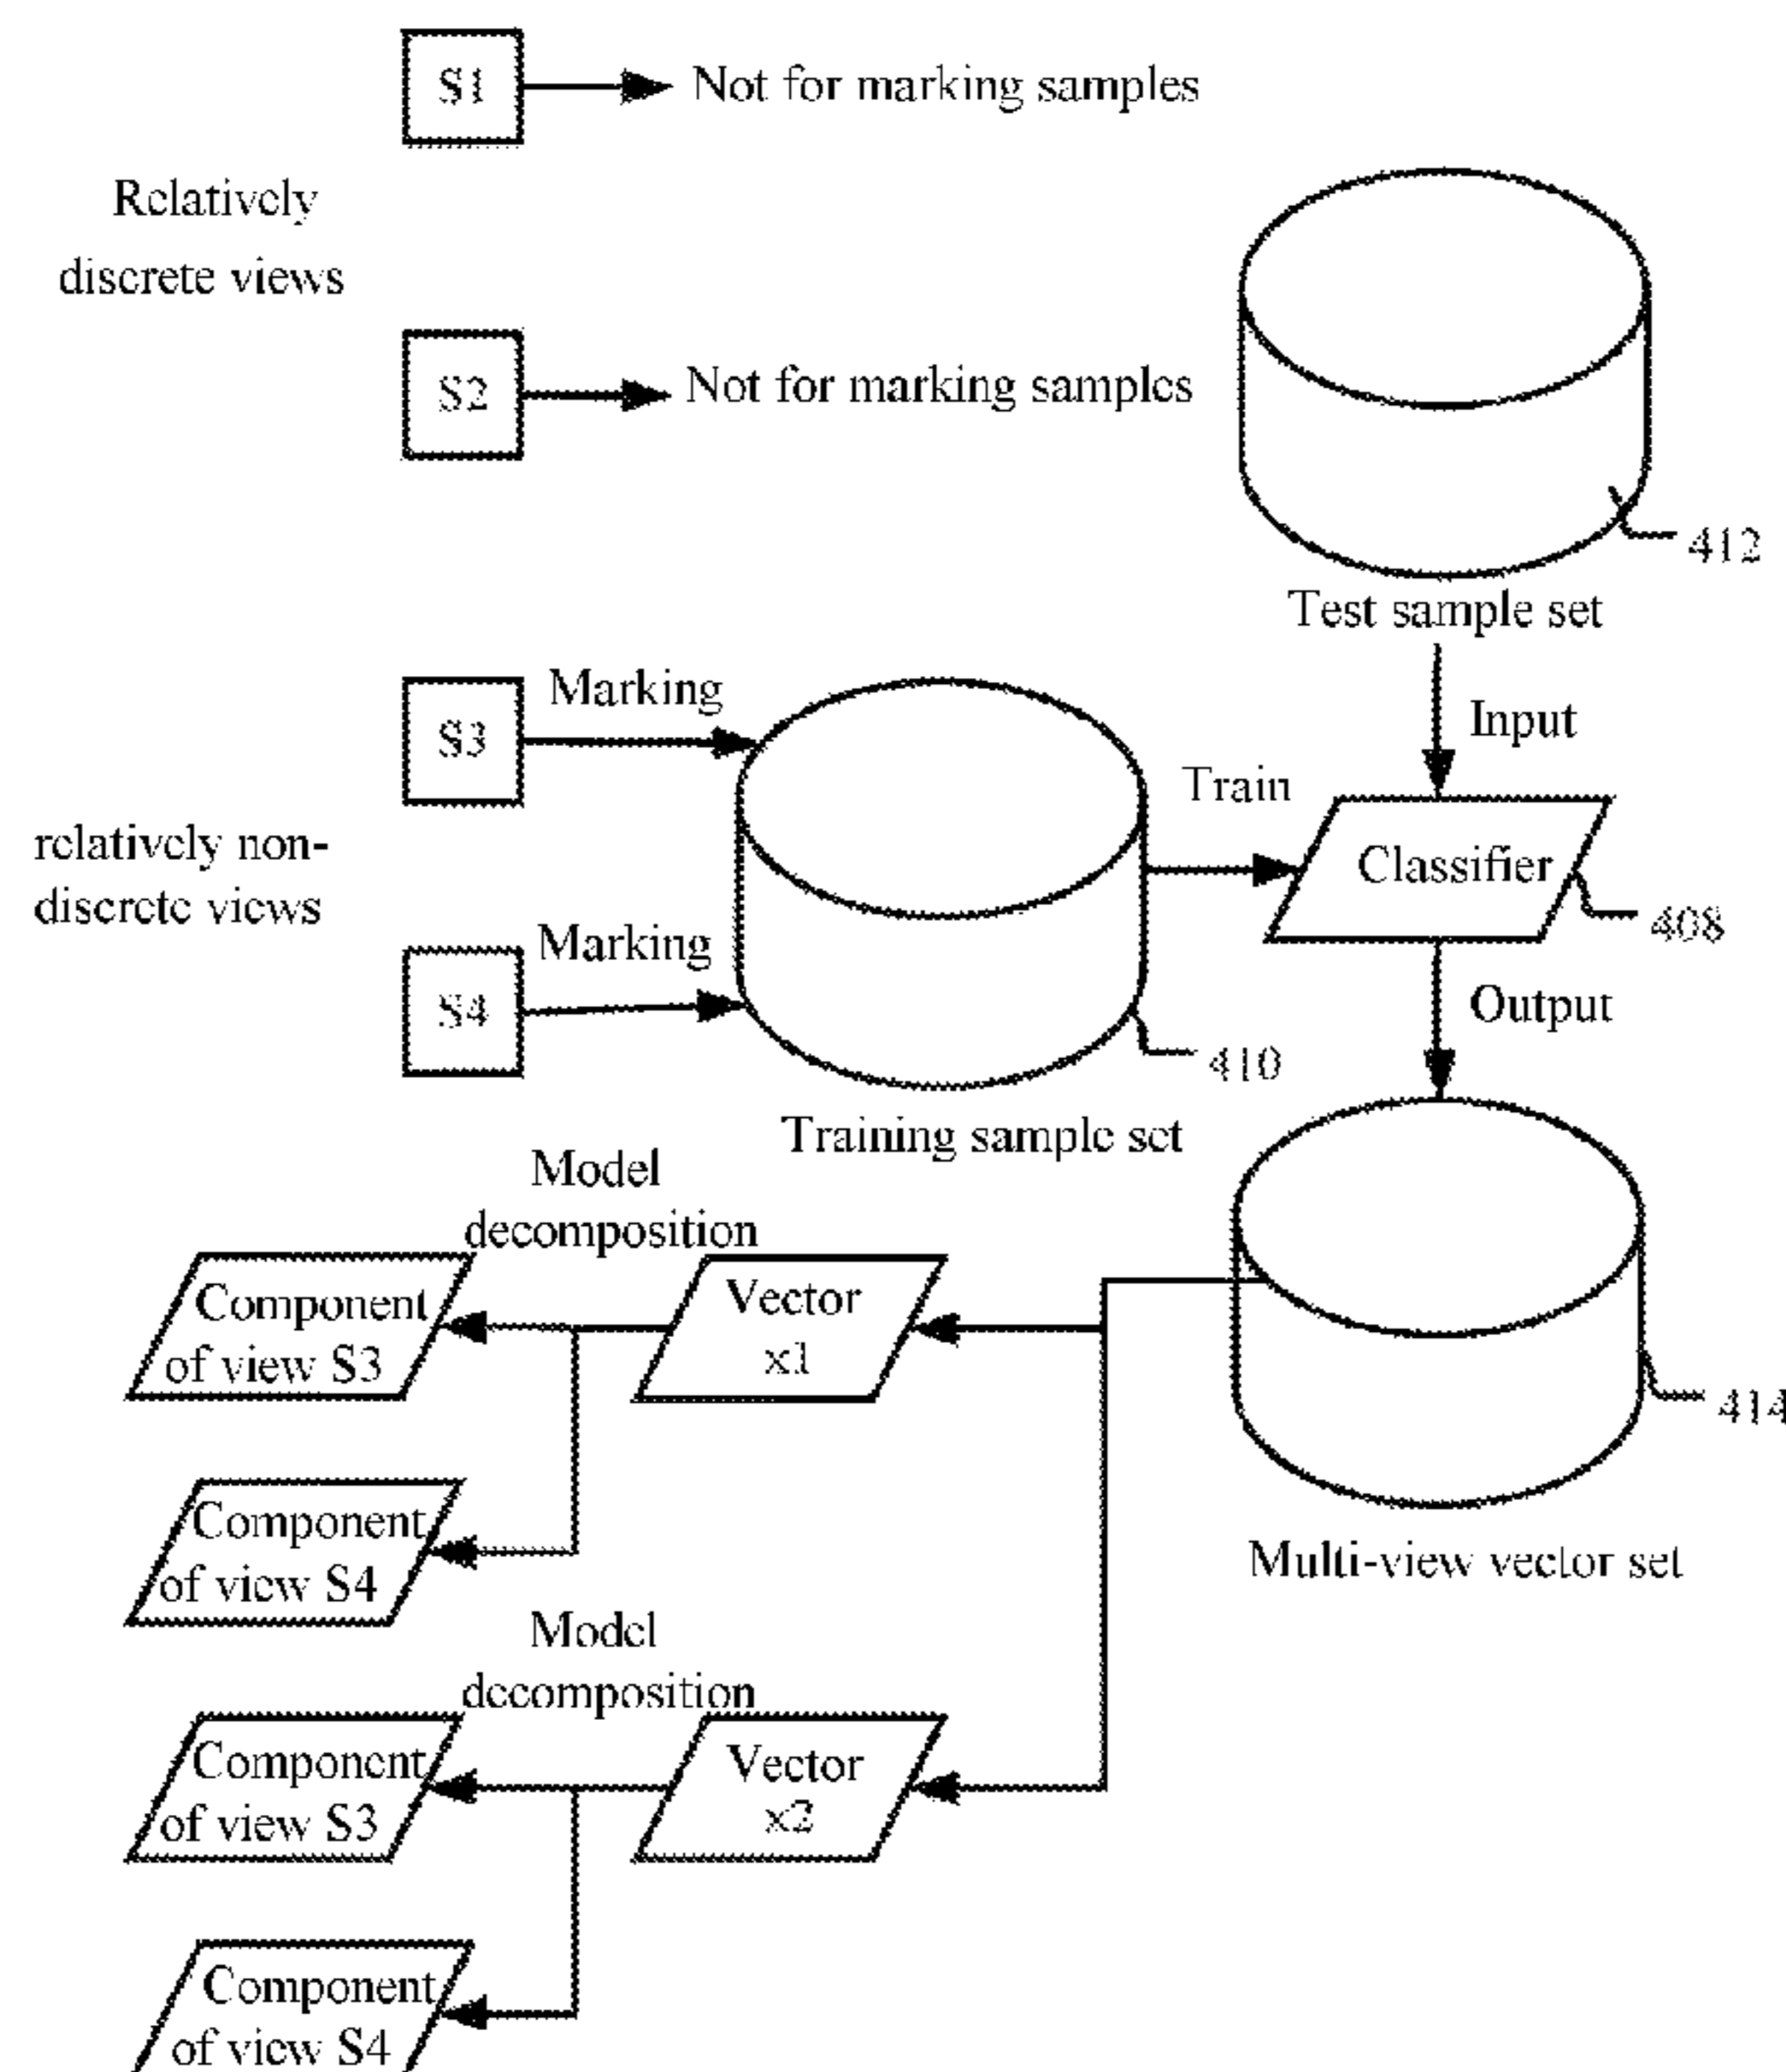 S1
Not for marking samples
Relatively
discrete views
S2
Not for marking samples
412
Test sample set
Input
S3
Marking
Train
Classifier
408
relatively non-
discrete views
S4
Marking
Output
410
Training sample set
Model
decomposition
Component
of view S3
Vector
x1
414
Component
of view S4
Multi-view vector set
Model
decomposition
Component
of view S3
Vector
x2
Component
of view S4